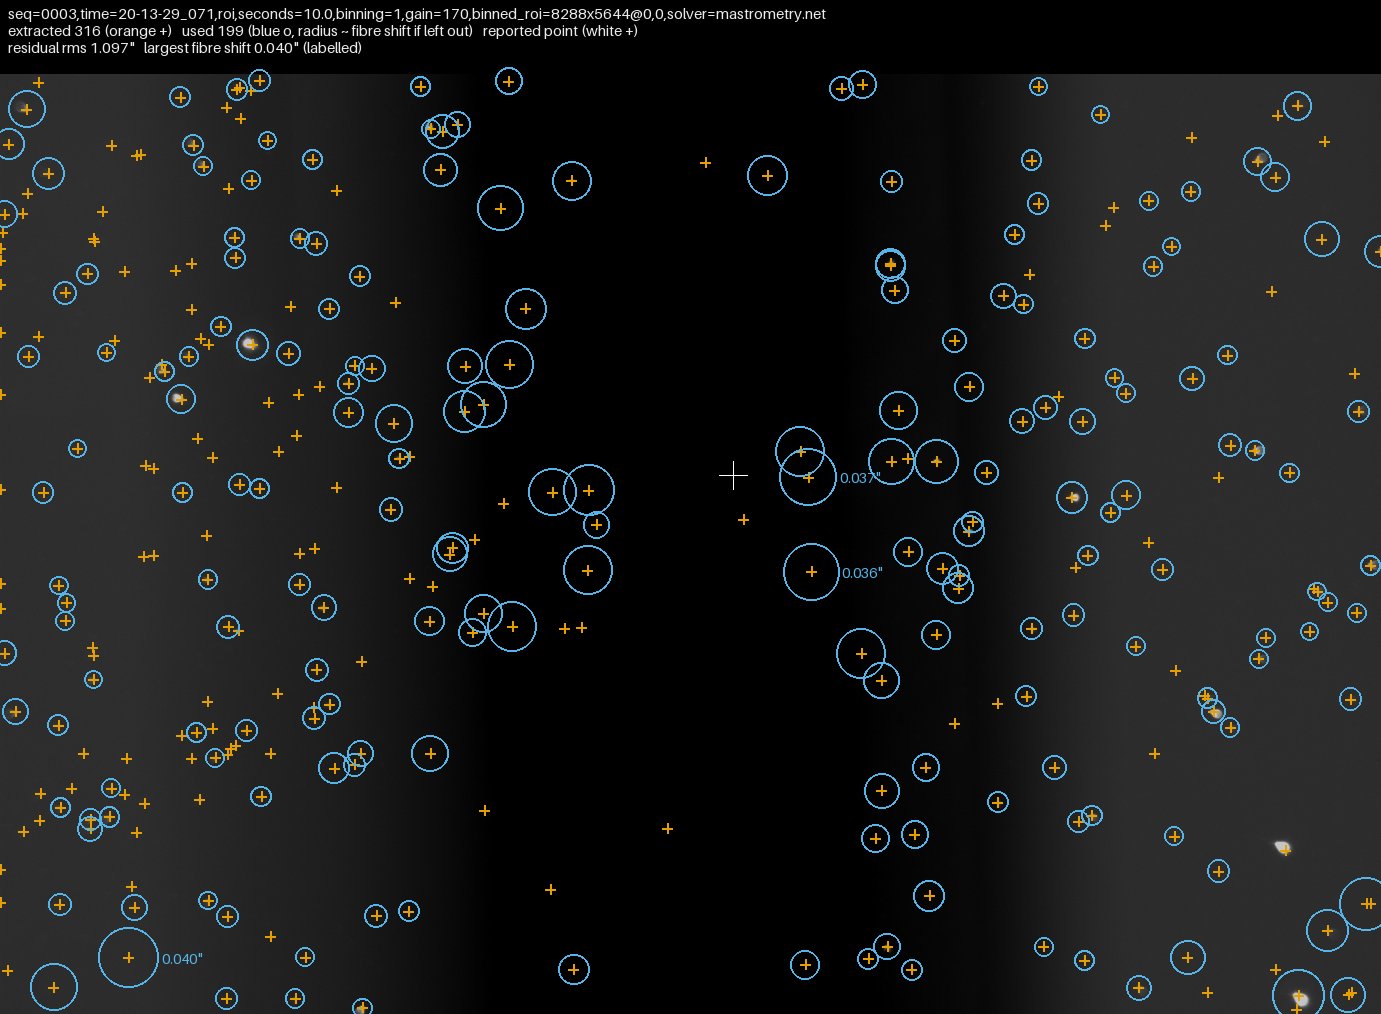 seq=0003,time=20-13-29_071,roi,seconds=10.0,binning=1,gain=170,binned_roi=8288x5644@0,0,solver=mastrometry.net
extracted 316 (orange +)   used 199 (blue o, radius ~ fibre shift if left out)   reported point (white +)
residual rms 1.097"  largest fibre shift 0.040" (labelled)
0.037"
0.036"
0.040"